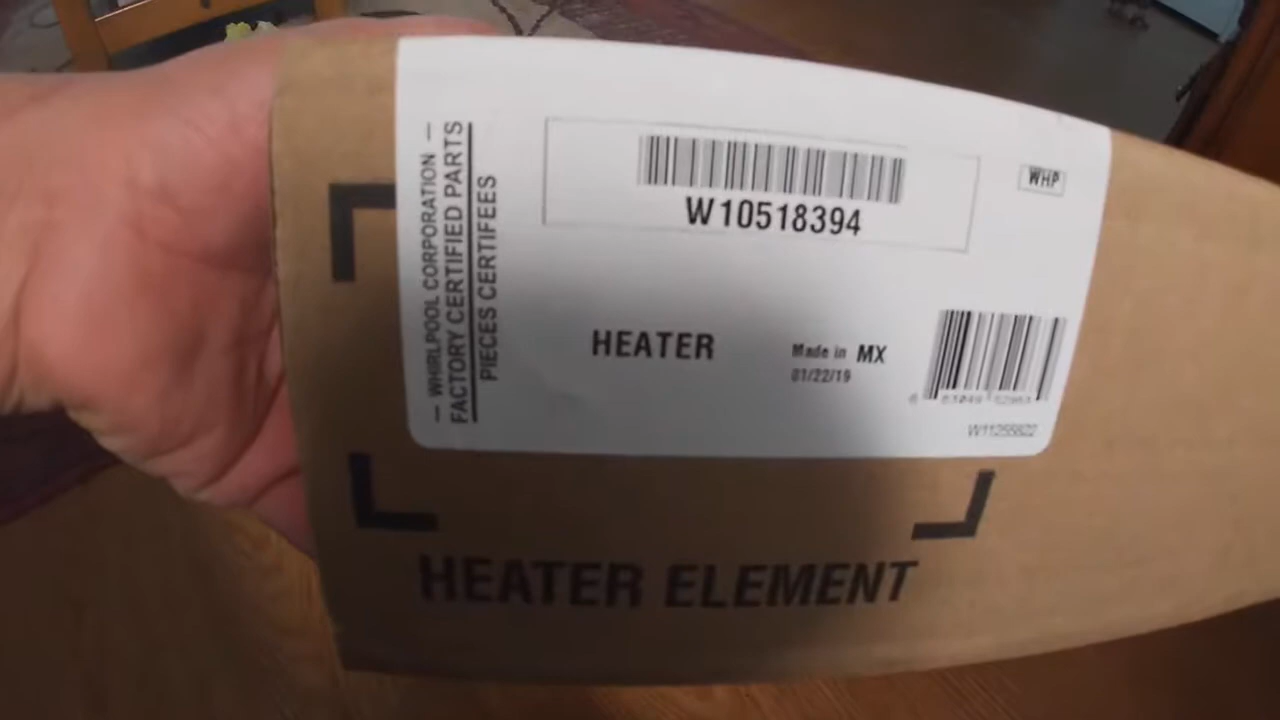 — WHIRLPOOL CORPORATION —
FACTORY CERTIFIED PARTS
PIECES CERTIFEES
W10518394
WHP
HEATER
Made in MX
01/22/19
HEATER ELEMENT